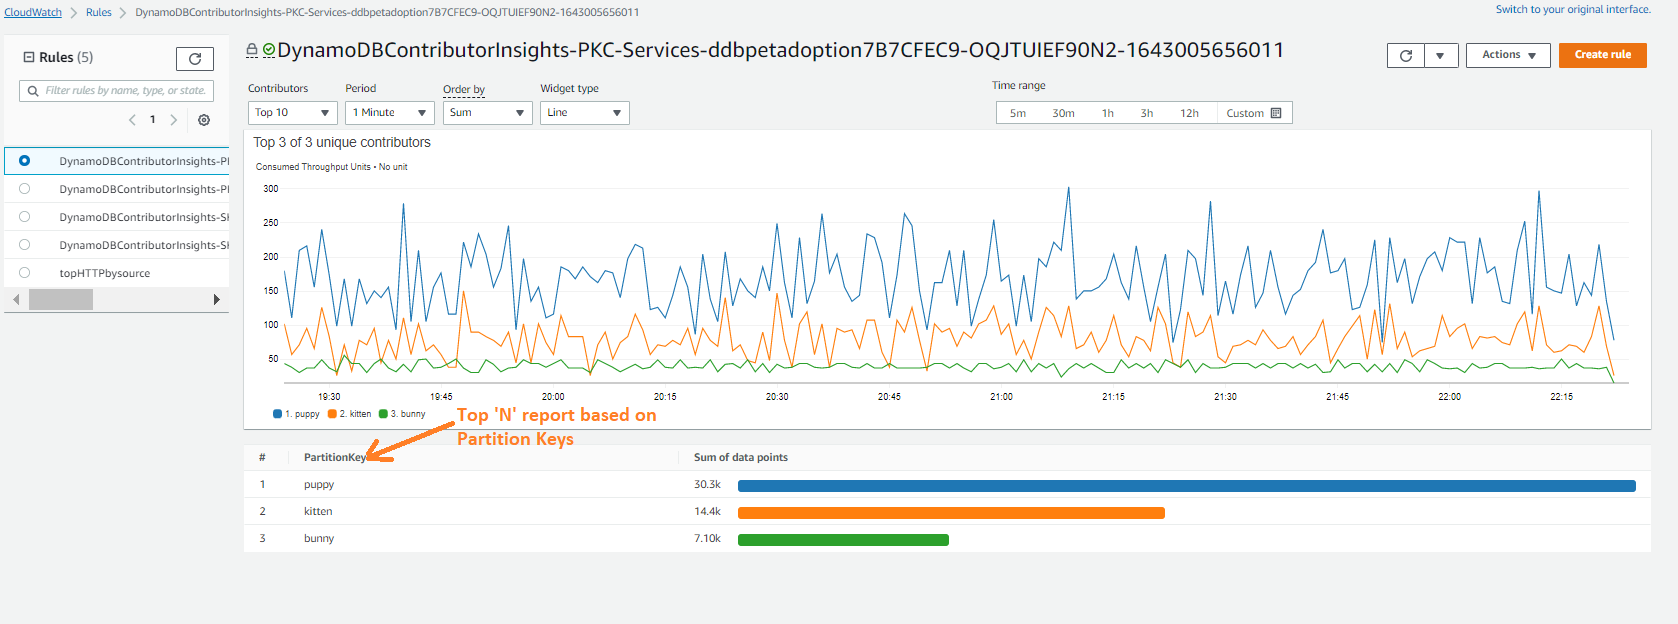 CloudWatch > Rules > DynamoDBContributorInsights-PKC-Services-ddbpetadoption7B7CFEC9-OQJTUIEF90N2-1643005656011
Switch to your original interface.
Rules (5)
Filter rules by name, type, or state.
1
DynamoDBContributorInsights-P
DynamoDBContributorInsights-P
DynamoDBContributorInsights-S
DynamoDBContributorInsights-S
topHTTPbysource
DynamoDBContributorInsights-PKC-Services-ddbpetadoption7B7CFEC9-OQJTUIEF90N2-1643005656011
Actions
Create rule
Contributors Period Order by Widget type
Top 10 1 Minute Sum Line
Time range
5m 30m 1h 3h 12h Custom
Top 3 of 3 unique contributors
Consumed Throughput Units • No unit
300
250
200
150
100
50
19:30 19:45 20:00 20:15 20:30 20:45 21:00 21:15 21:30 21:45 22:00 22:15
1. puppy 2. kitten 3. bunny
Top 'N' report based on
Partition Keys
# PartitionKey Sum of data points
1 puppy 30.3k
2 kitten 14.4k
3 bunny 7.10k